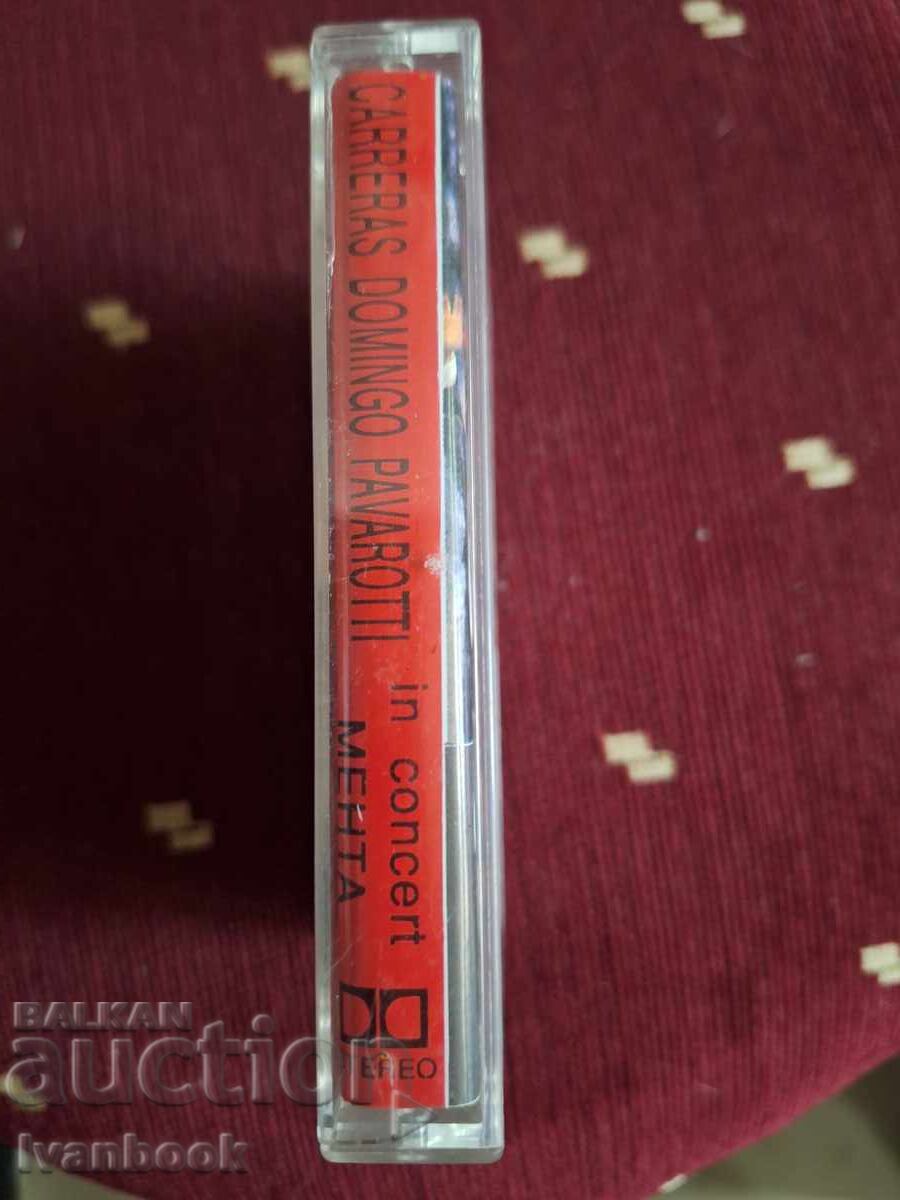 CARRERAS DOMINGO PAVAROTTI
in concert
MEHTA
STEREO
BALKAN
auction
Ivanbook